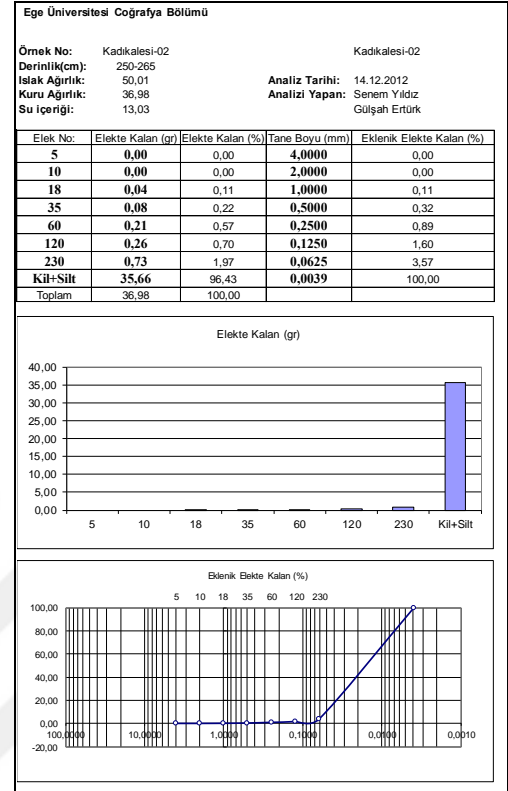 Ege Üniversitesi Coğrafya Bölümü
Örnek No: Kadıkalesi-02 Kadıkalesi-02
Derinlik(cm): 250-265
Islak Ağırlık: 50,01 Analiz Tarihi: 14.12.2012
Kuru Ağırlık: 36,98 Analizi Yapan: Senem Yıldız
Su içeriği: 13,03 Gülşah Ertürk
Elek No: Elekte Kalan (gr) Elekte Kalan (%) Tane Boyu (mm) Eklenik Elekte Kalan (%)
5 0,00 0,00 4,0000 0,00
10 0,00 0,00 2,0000 0,00
18 0,04 0,11 1,0000 0,11
35 0,08 0,22 0,5000 0,32
60 0,21 0,57 0,2500 0,89
120 0,26 0,70 0,1250 1,60
230 0,73 1,97 0,0625 3,57
Kil+Silt 35,66 96,43 0,0039 100,00
Toplam 36,98 100,00
Elekte Kalan (gr)
40,00
35,00
30,00
25,00
20,00
15,00
10,00
5,00
0,00
5 10 18 35 60 120 230 Kil+Silt
Eklenik Elekte Kalan (%)
5 10 18 35 60 120 230
100,00
80,00
60,00
40,00
20,00
0,00
100,0000 10,0000 1,0000 0,1000 0,0100 0,0010
-20,00